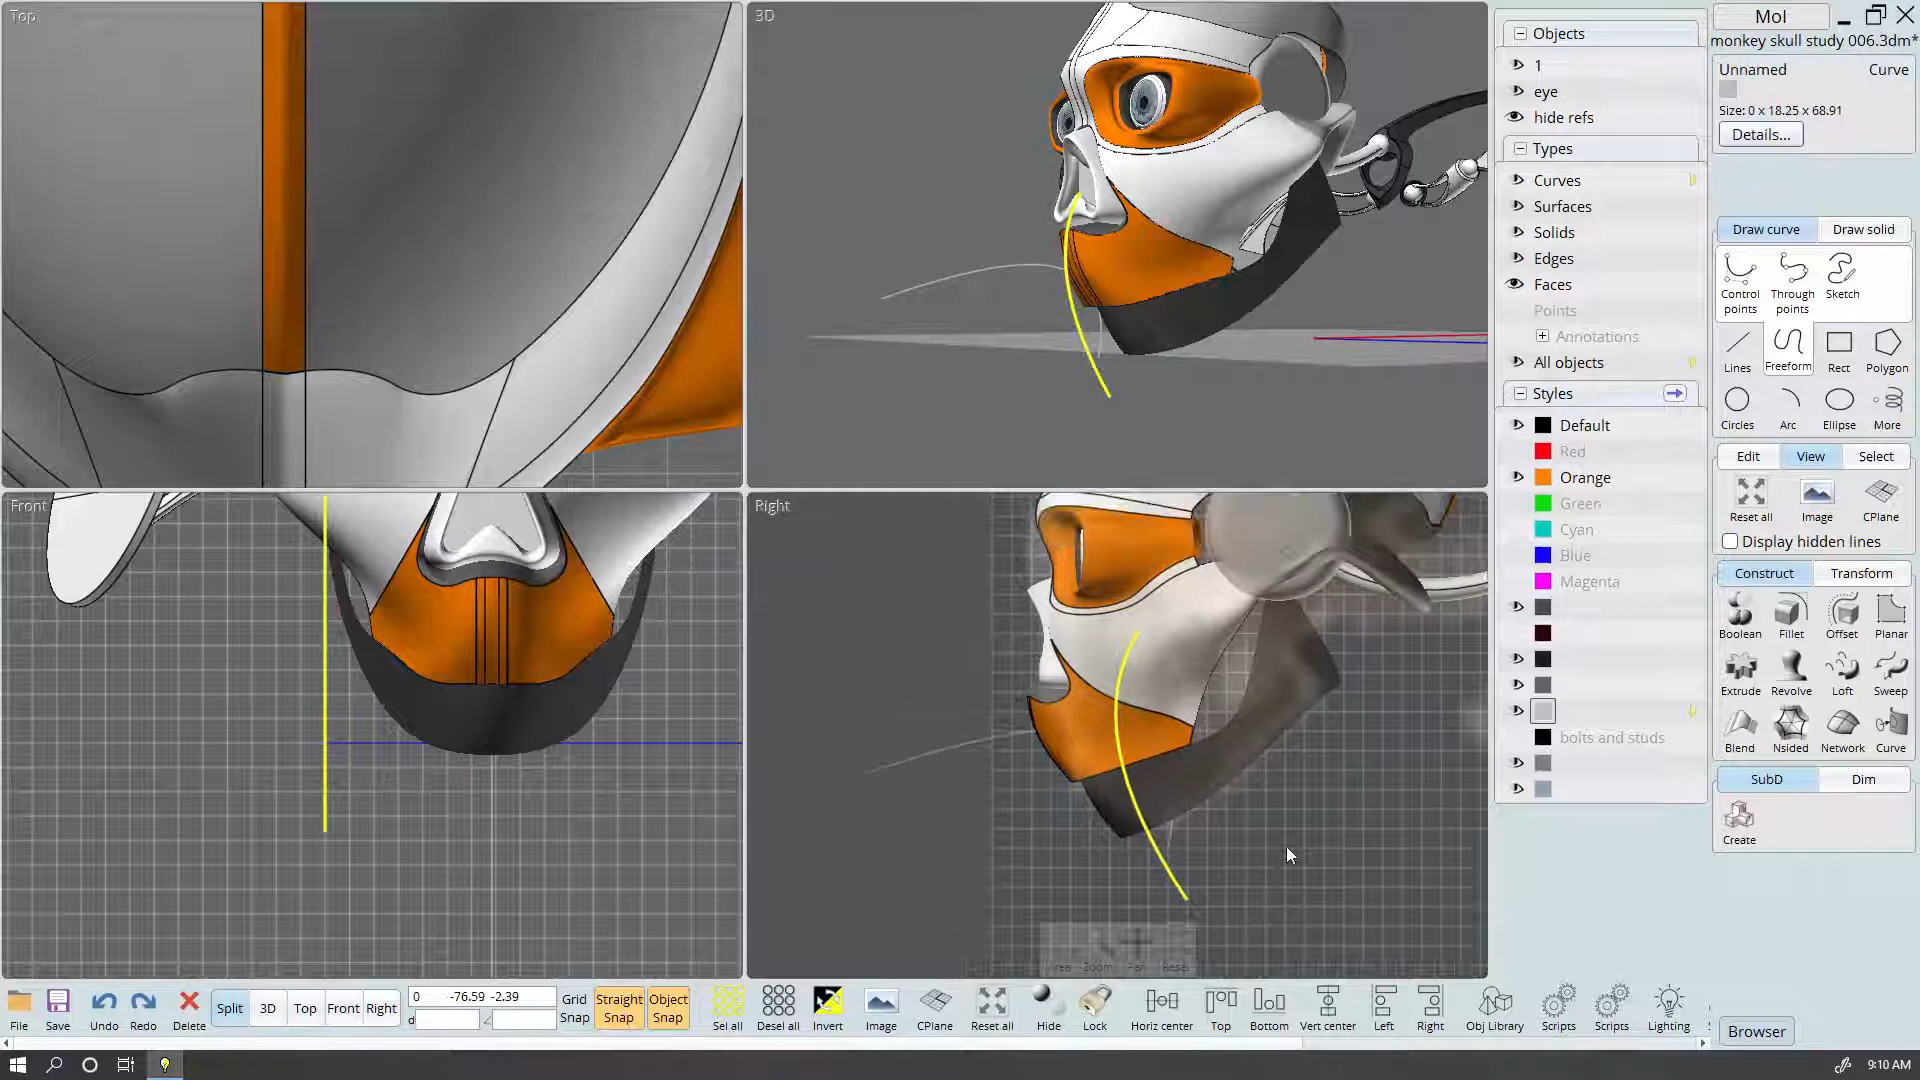 Top
3D
Front
Right
Area Zoom Pan Reset
Objects
1
eye
hide refs
Types
Curves
Surfaces
Solids
Edges
Faces
Points
Annotations
All objects
Styles
Default
Red
Orange
Green
Cyan
Blue
Magenta
bolts and studs
MoI
monkey skull study 006.3dm*
Unnamed Curve
Size: 0 x 18.25 x 68.91
Details...
Draw curve Draw solid
Control points
Through points
Sketch
Lines Freeform Rect Polygon
Circles Arc Ellipse More
Edit View Select
Reset all Image CPlane
Display hidden lines
Construct Transform
Boolean Fillet Offset Planar
Extrude Revolve Loft Sweep
Blend Nsided Network Curve
SubD Dim
Create
File Save Undo Redo Delete
Split 3D Top Front Right
0 -76.59 -2.39
d
Grid Snap
Straight Snap
Object Snap
Sel all Desel all Invert Image CPlane Reset all Hide Lock Horiz center Top Bottom Vert center Left Right Obj Library Scripts Scripts Lighting
Browser
9:10 AM